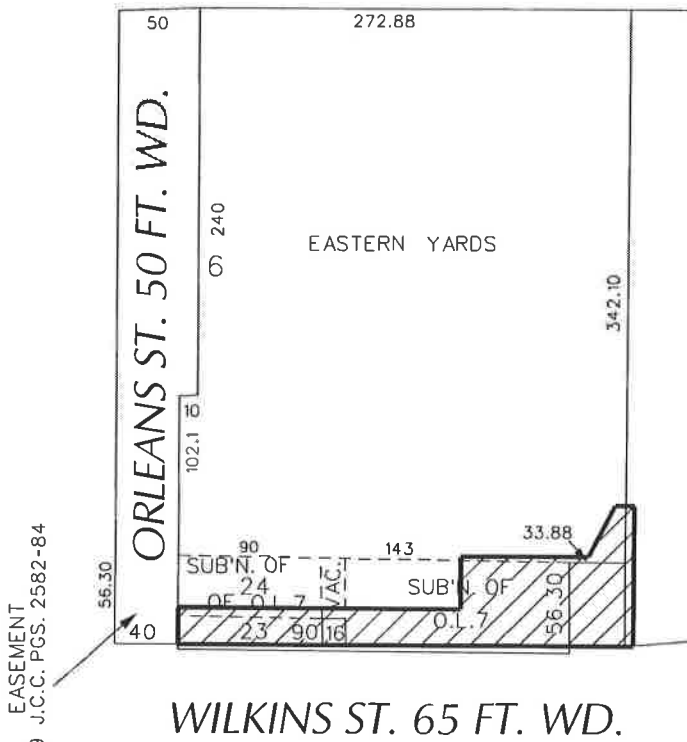 50
272.88
ORLEANS ST. 50 FT. WD.
240
6
EASTERN YARDS
342.10
10
102.1
33.88
90
143
SUB'N. OF
24
OF O.L.7
VAC.
SUB'N. OF
O.L.7
56.30
56.30
40
23
90
16
EASEMENT
J.C.C. PGS. 2582-84
WILKINS ST. 65 FT. WD.